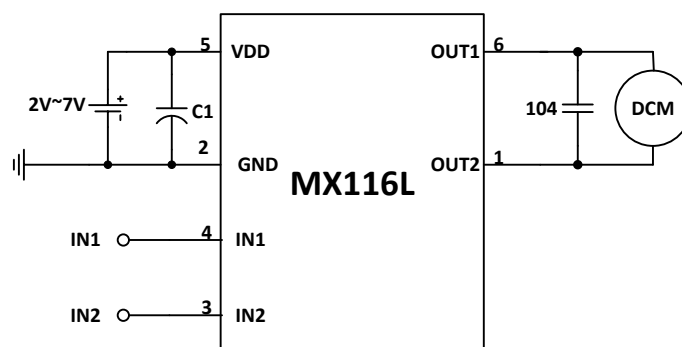 5 VDD OUT1 6
2V~7V + - C1 104 DCM
2 GND OUT2 1
MX116L
IN1 4 IN1
IN2 3 IN2